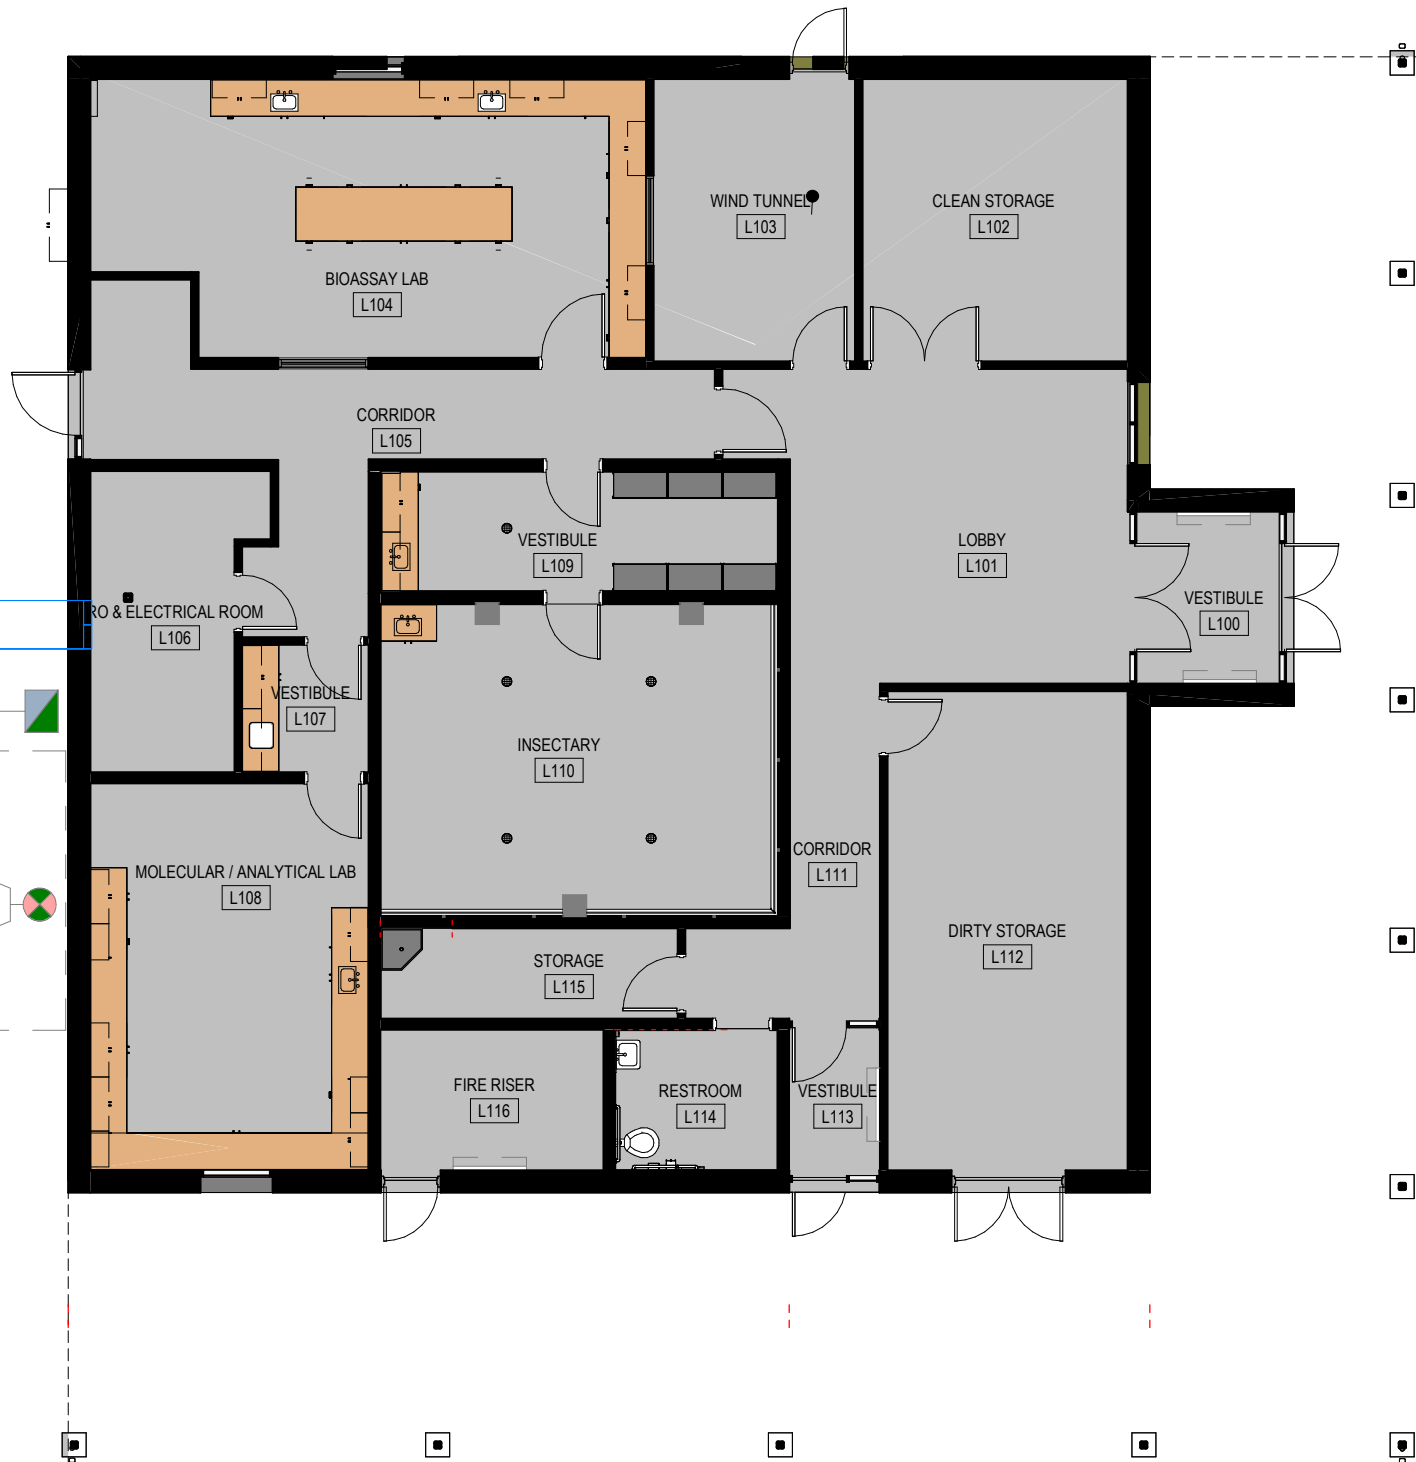 WIND TUNNEL
L103
CLEAN STORAGE
L102
BIOASSAY LAB
L104
CORRIDOR
L105
VESTIBULE
L109
LOBBY
L101
VESTIBULE
L100
RO & ELECTRICAL ROOM
L106
VESTIBULE
L107
INSECTARY
L110
CORRIDOR
L111
MOLECULAR / ANALYTICAL LAB
L108
DIRTY STORAGE
L112
STORAGE
L115
FIRE RISER
L116
RESTROOM
L114
VESTIBULE
L113